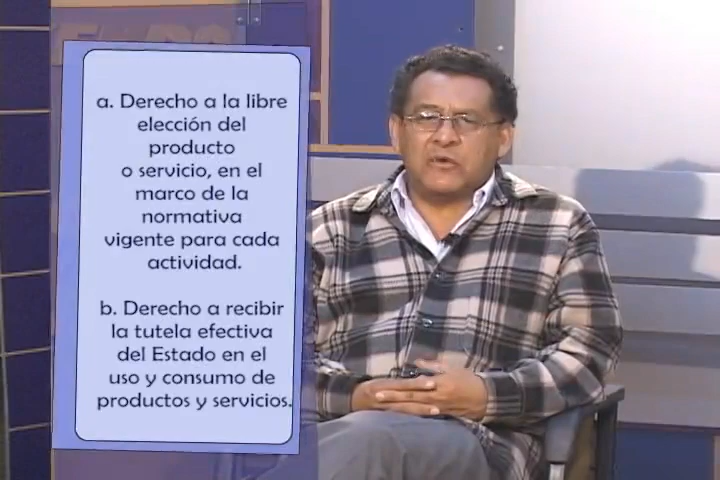 a. Derecho a la libre
elección del
producto
o servicio, en el
marco de la
normativa
vigente para cada
actividad.
b. Derecho a recibir
la tutela efectiva
del Estado en el
uso y consumo de
productos y servicios.